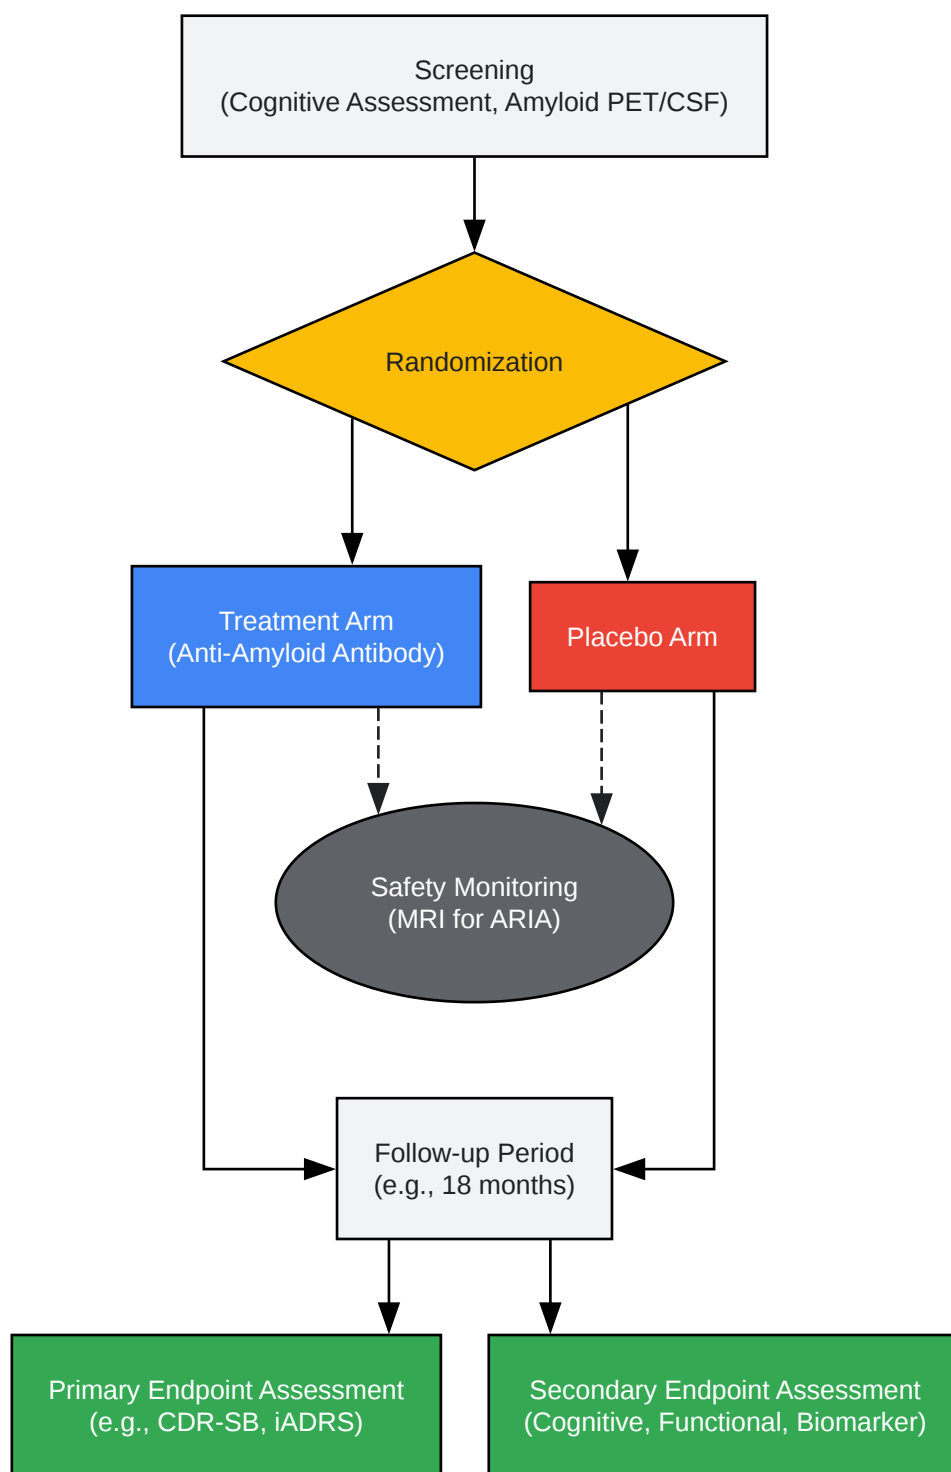 Screening
(Cognitive Assessment, Amyloid PET/CSF)
Randomization
Treatment Arm
(Anti-Amyloid Antibody)
Placebo Arm
Safety Monitoring
(MRI for ARIA)
Follow-up Period
(e.g., 18 months)
Primary Endpoint Assessment
(e.g., CDR-SB, iADRS)
Secondary Endpoint Assessment
(Cognitive, Functional, Biomarker)